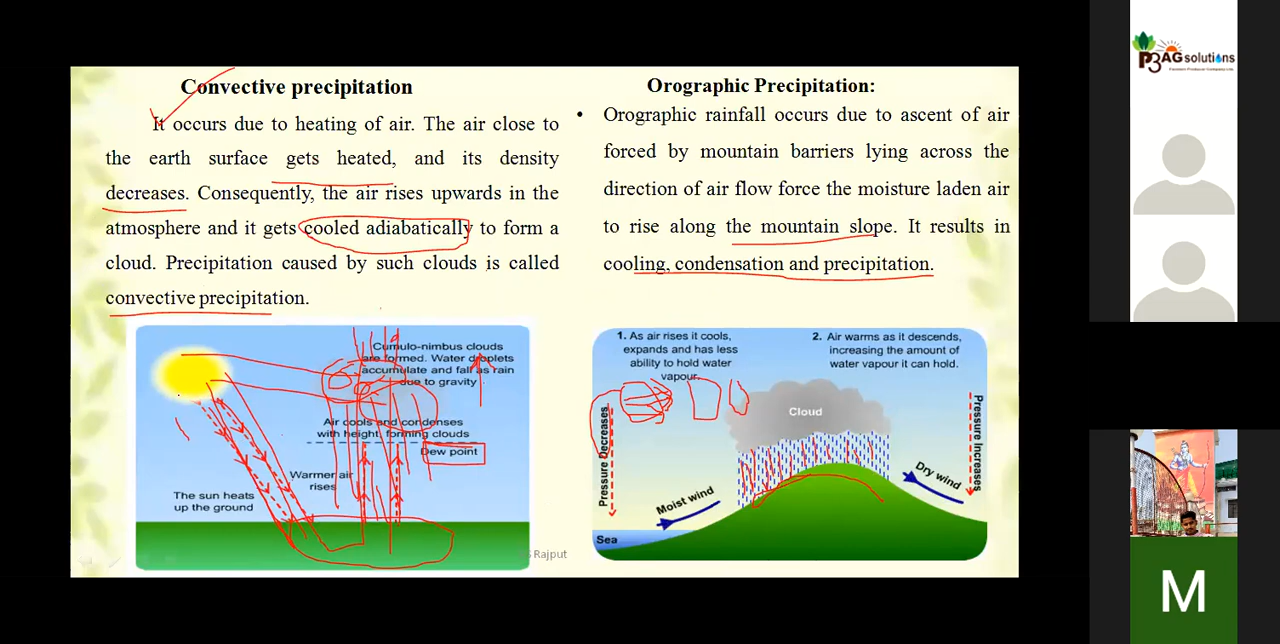 Convective precipitation
It occurs due to heating of air. The air close to
the earth surface gets heated, and its density
decreases. Consequently, the air rises upwards in the
atmosphere and it gets cooled adiabatically to form a
cloud. Precipitation caused by such clouds is called
convective precipitation.
Cumulo-nimbus clouds
are formed. Water droplets
accumulate and fall as rain
due to gravity
Air cools and condenses
with height, forming clouds
Dew point
Warmer air
rises
The sun heats
up the ground
Rajput
Orographic Precipitation:
• Orographic rainfall occurs due to ascent of air
forced by mountain barriers lying across the
direction of air flow force the moisture laden air
to rise along the mountain slope. It results in
cooling, condensation and precipitation.
1. As air rises it cools,
expands and has less
ability to hold water
vapour
2. Air warms as it descends,
increasing the amount of
water vapour it can hold.
Cloud
Pressure Decreases
Pressure Increases
Moist wind
Dry wind
Sea
P3AGsolutions
M